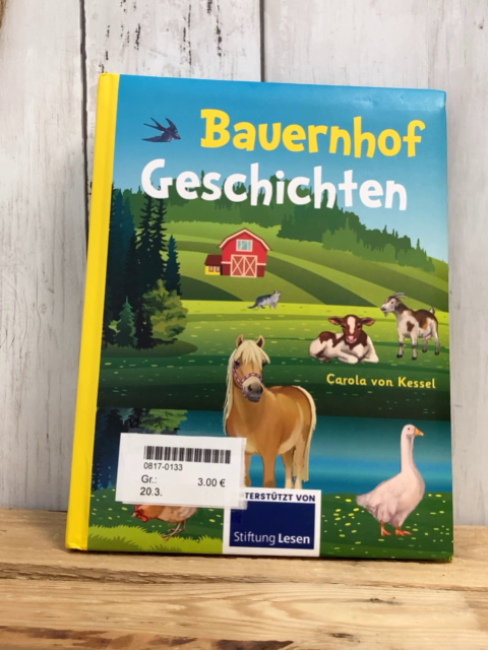 Bauernhof
Geschichten
Carola von Kessel
0817-0133
Gr.: 3.00 €
20.3.
UNTERSTÜTZT VON
Stiftung Lesen